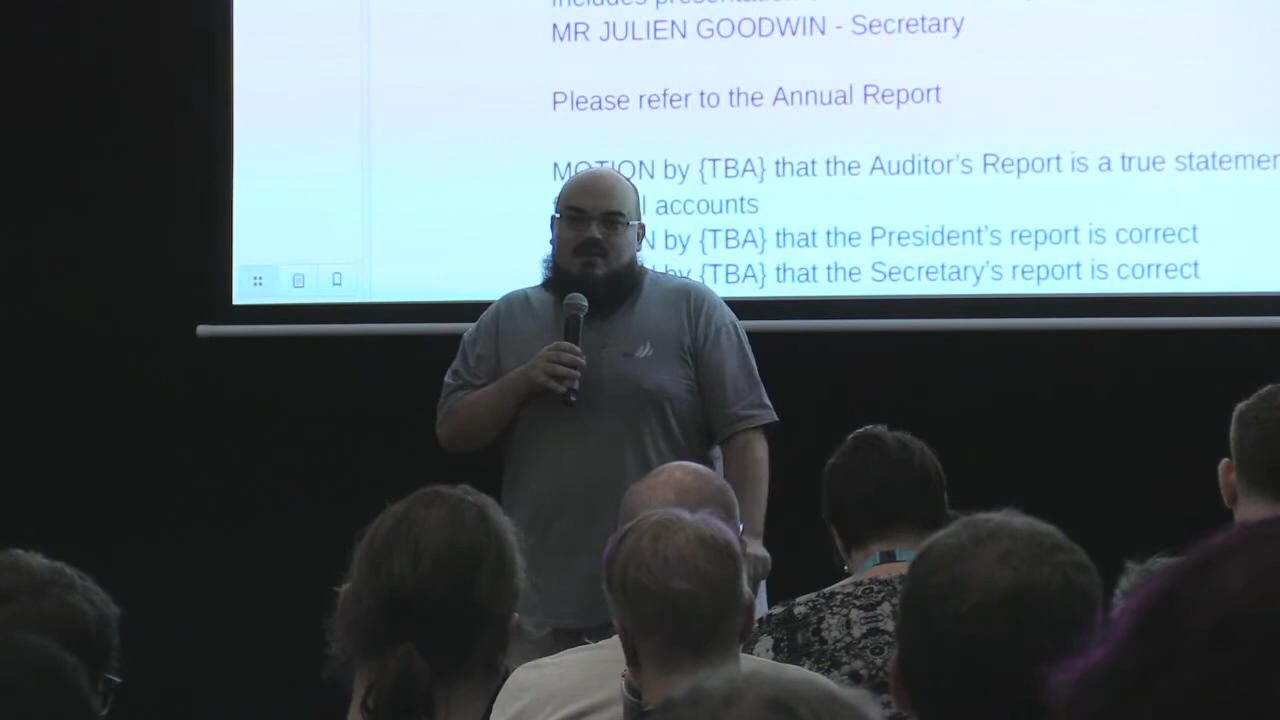 MR JULIEN GOODWIN - Secretary
Please refer to the Annual Report
MOTION by {TBA} that the Auditor's Report is a true
accounts
by {TBA} that the President's report is correct
by {TBA} that the Secretary's report is correct